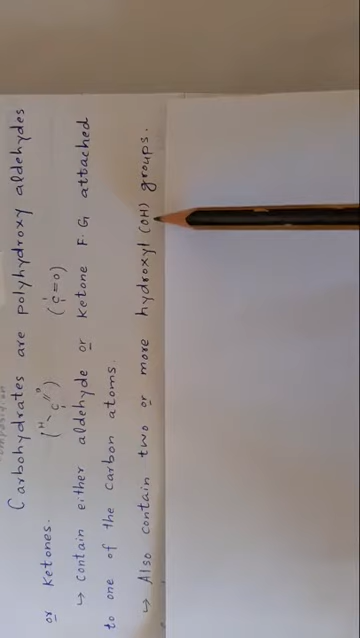 Carbohydrates are polyhydroxy aldehydes
or Ketones. (H\C//O) (C=O)
↳ Contain either aldehyde or Ketone F.G. attached
to one of the Carbon atoms.
↳ Also contain two or more hydroxyl (OH) groups.